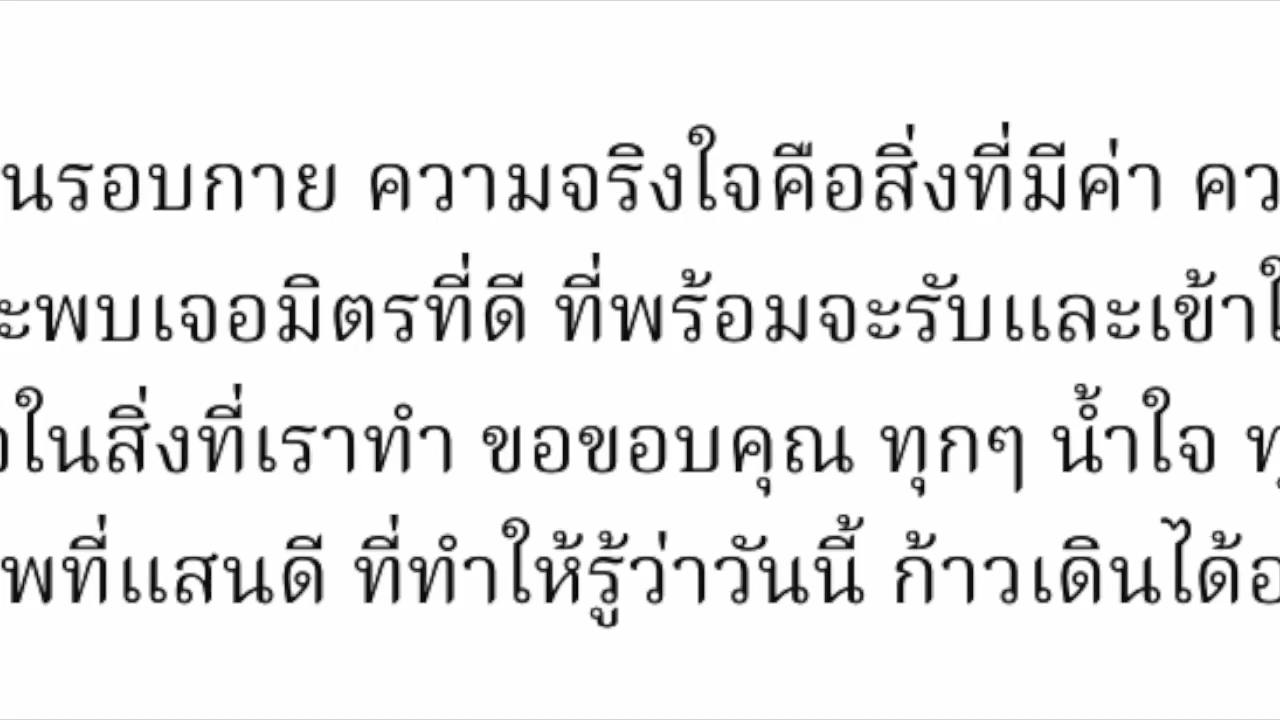 นรอบกาย ความจริงใจคือสิ่งที่มีค่า คว
ะพบเจอมิตรที่ดี ที่พร้อมจะรับและเข้าใ
ในสิ่งที่เราทำ ขอขอบคุณ ทุกๆ น้ำใจ ทุ
พที่แสนดี ที่ทำให้รู้ว่าวันนี้ ก้าวเดินได้อ